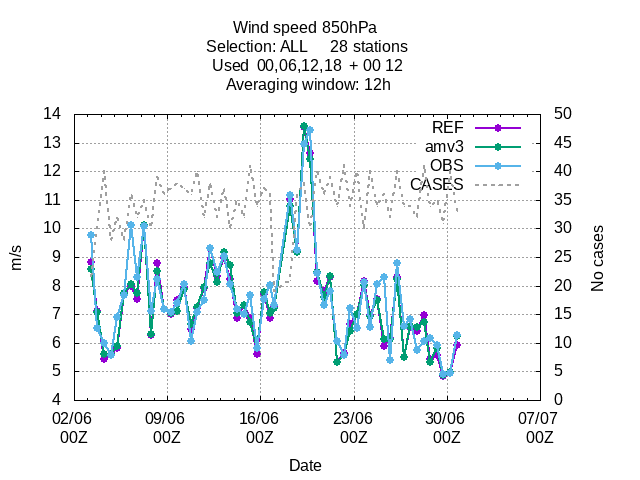 Wind speed 850hPa
Selection: ALL 28 stations
Used 00,06,12,18 + 00 12
Averaging window: 12h
14 50
13 45
12 40
11 35
10 30
9 25
8 20
7 15
6 10
5 5
4 0
REF
amv3
OBS
CASES
m/s
No cases
02/06 09/06 16/06 23/06 30/06 07/07
00Z 00Z 00Z 00Z 00Z 00Z
Date